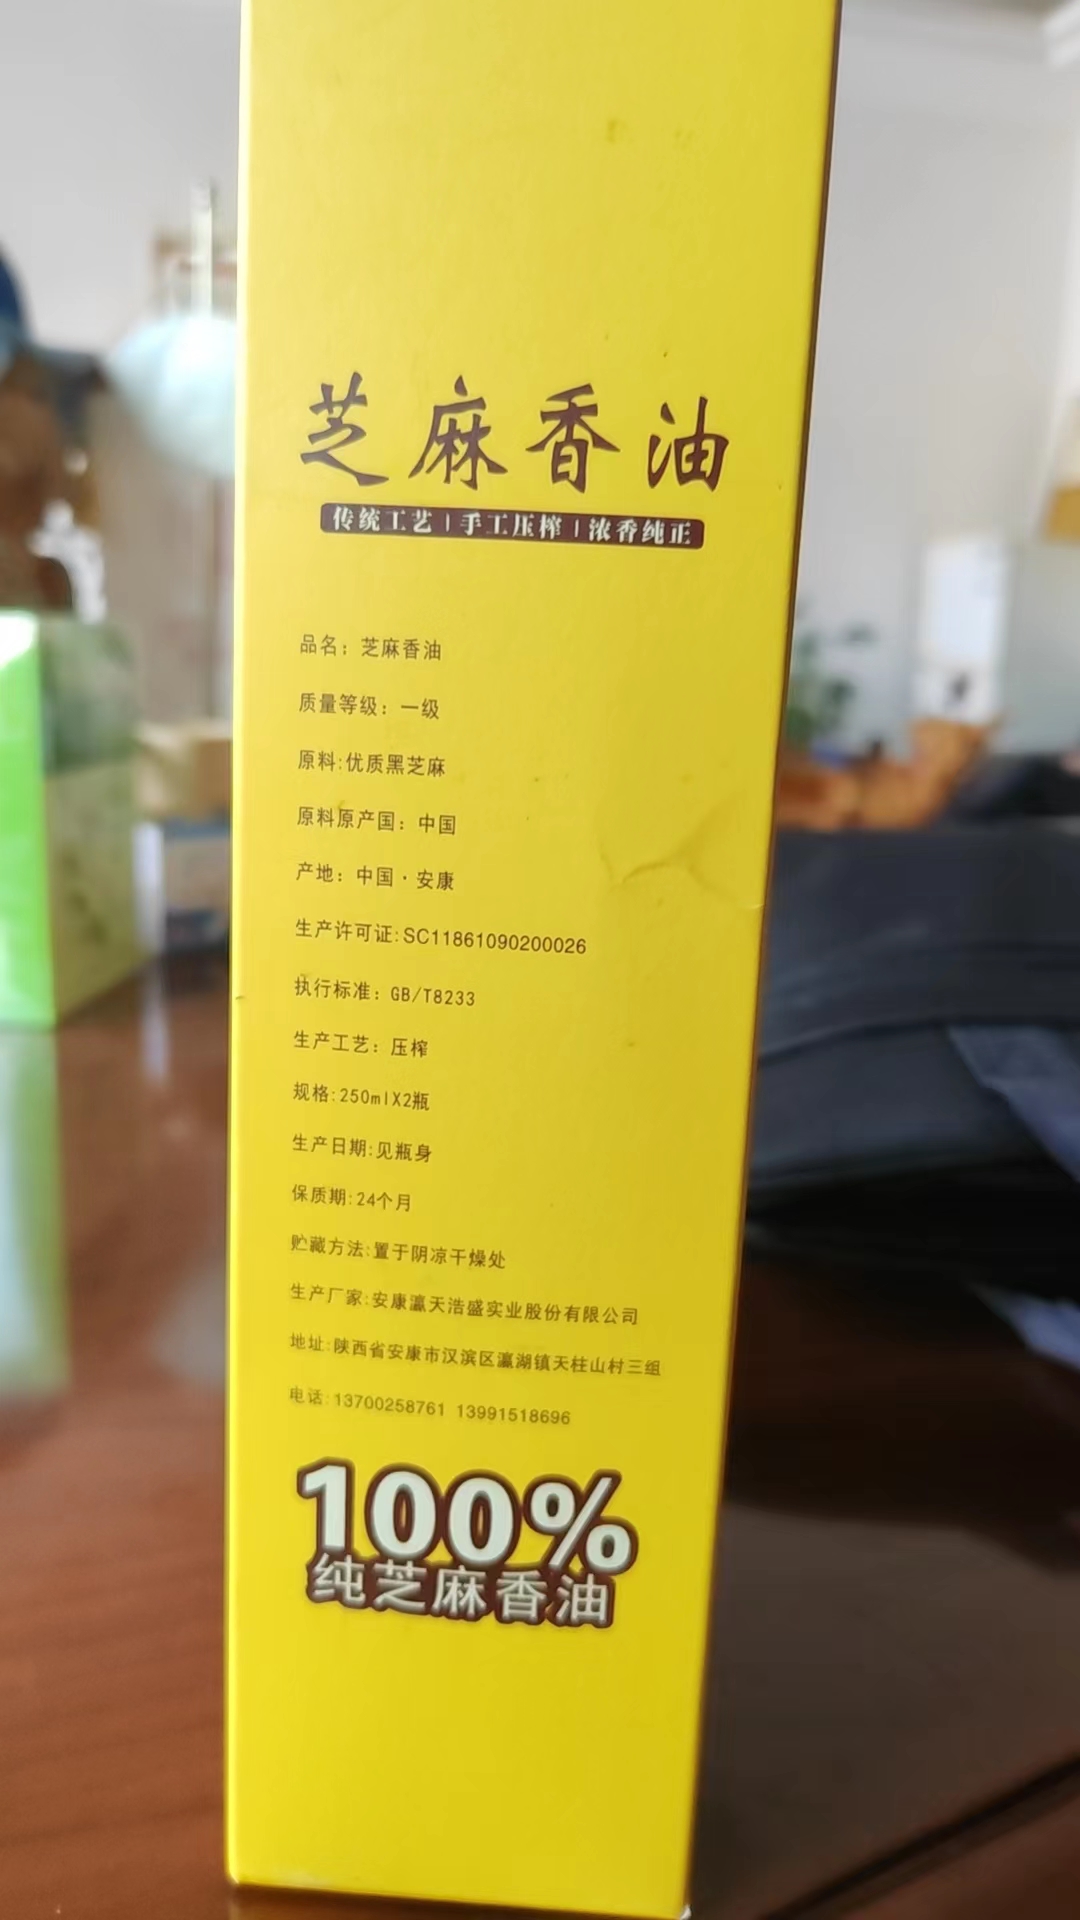 芝麻香油
传统工艺|手工压榨|浓香纯正
品名：芝麻香油
质量等级：一级
原料:优质黑芝麻
原料原产国：中国
产地：中国·安康
生产许可证:SC11861090200026
执行标准：GB/T8233
生产工艺：压榨
规格:250mlX2瓶
生产日期:见瓶身
保质期:24个月
贮藏方法:置于阴凉干燥处
生产厂家:安康瀛天浩盛实业股份有限公司
地址:陕西省安康市汉滨区瀛湖镇天柱山村三组
电话:13700258761 13991518696
100%
纯芝麻香油